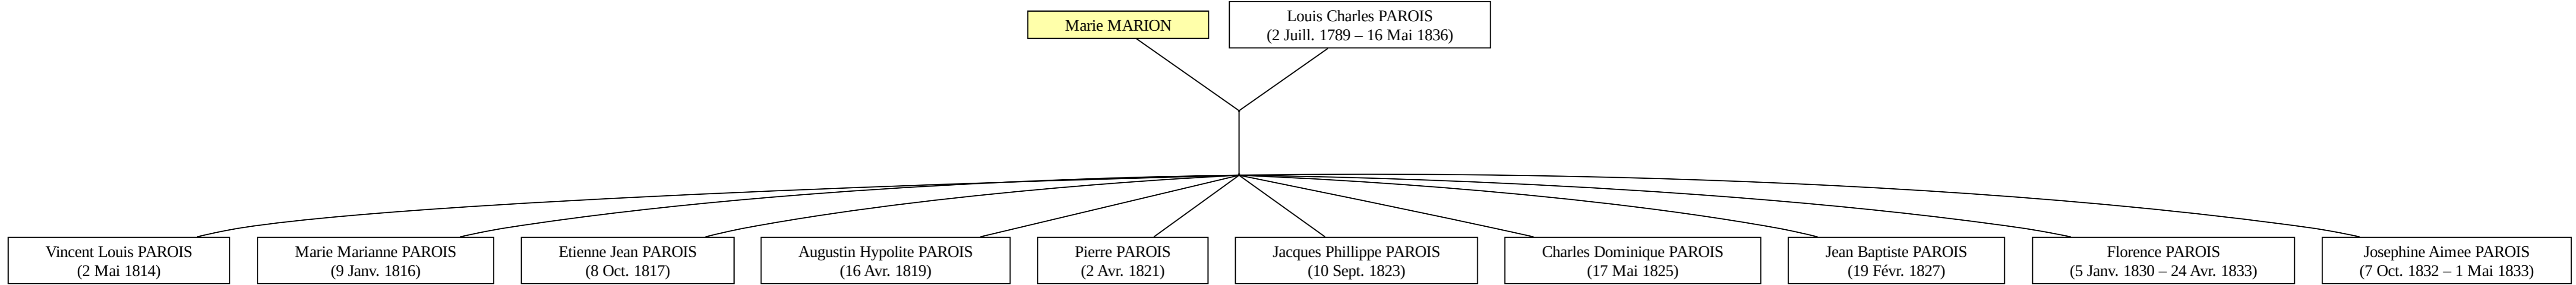 Marie MARION
Louis Charles PAROIS
(2 Juill. 1789 – 16 Mai 1836)
Vincent Louis PAROIS
(2 Mai 1814)
Marie Marianne PAROIS
(9 Janv. 1816)
Etienne Jean PAROIS
(8 Oct. 1817)
Augustin Hypolite PAROIS
(16 Avr. 1819)
Pierre PAROIS
(2 Avr. 1821)
Jacques Phillippe PAROIS
(10 Sept. 1823)
Charles Dominique PAROIS
(17 Mai 1825)
Jean Baptiste PAROIS
(19 Févr. 1827)
Florence PAROIS
(5 Janv. 1830 – 24 Avr. 1833)
Josephine Aimee PAROIS
(7 Oct. 1832 – 1 Mai 1833)